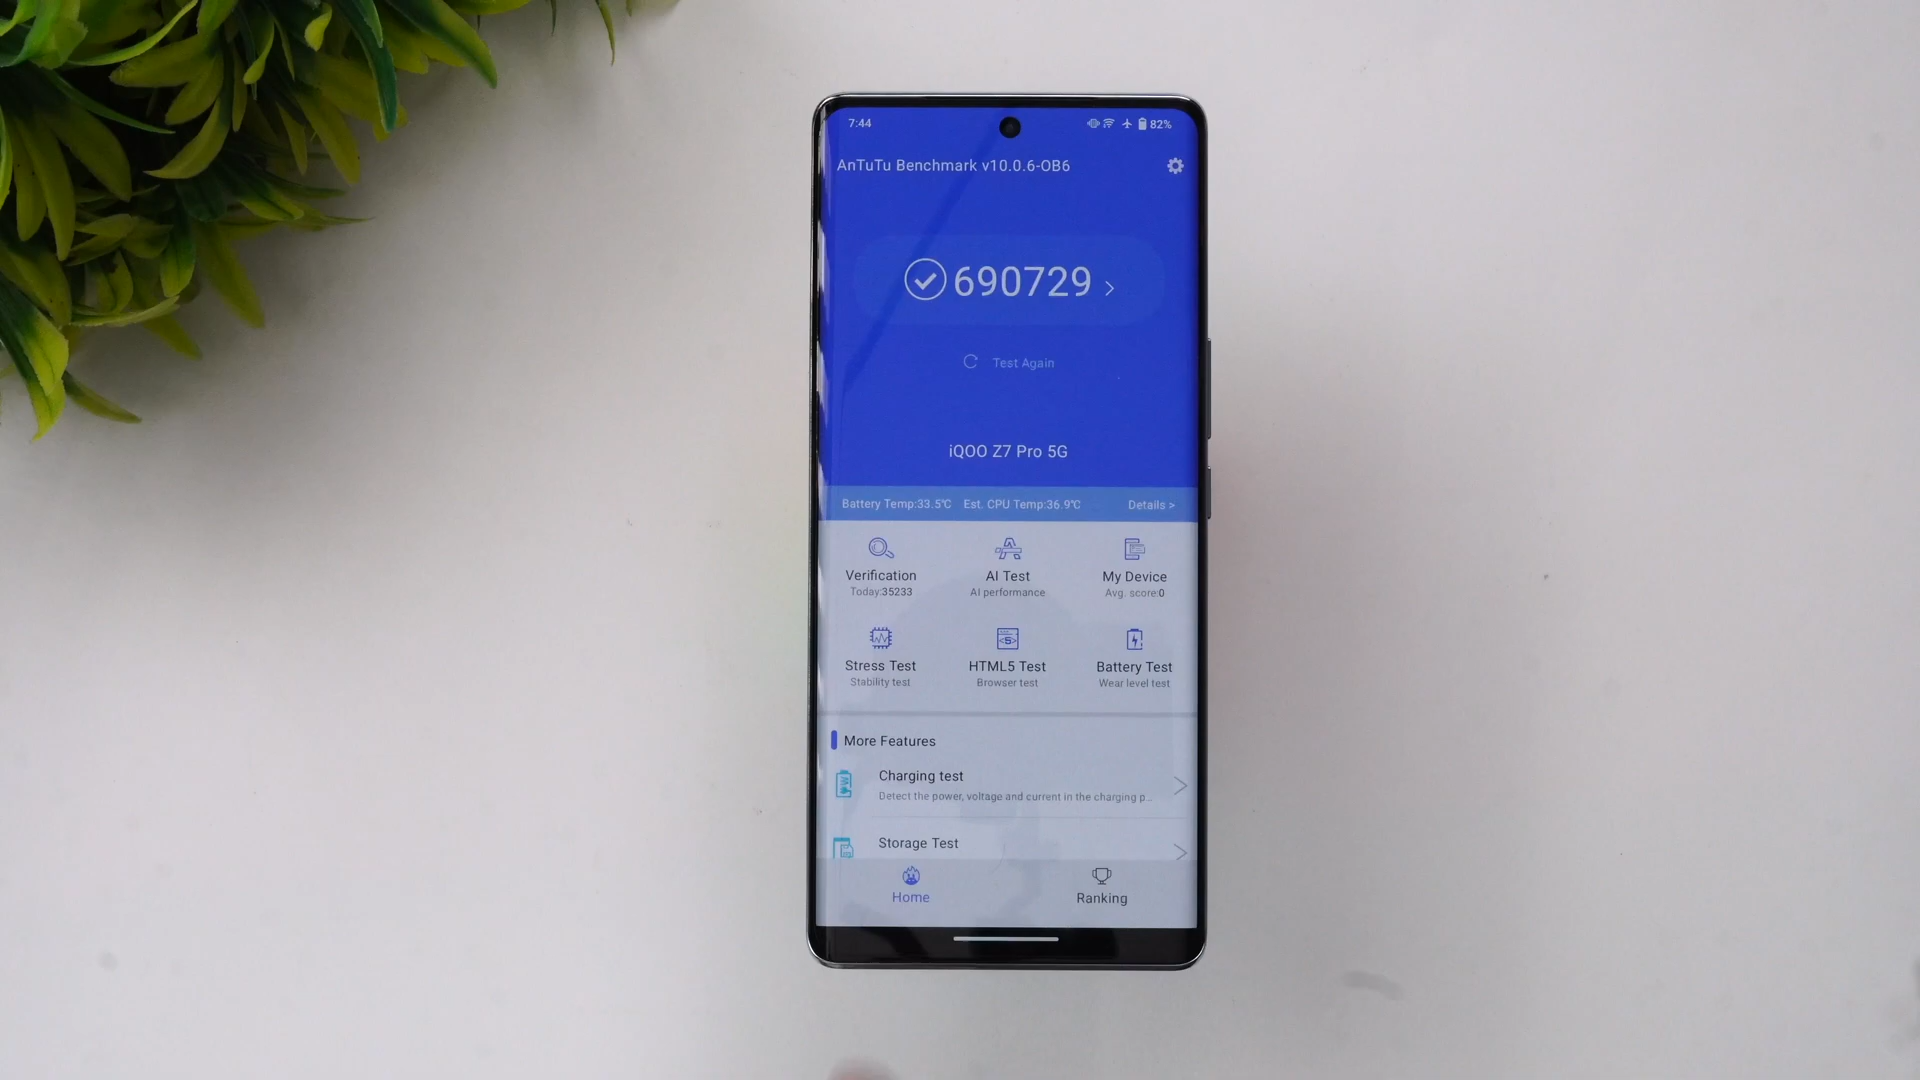 7:44
82%
AnTuTu Benchmark v10.0.6-OB6
690729 >
Test Again
iQOO Z7 Pro 5G
Battery Temp:33.5℃ Est. CPU Temp:36.9℃ Details >
Verification
Today:35233
AI Test
AI performance
My Device
Avg. score:0
Stress Test
Stability test
HTML5 Test
Browser test
Battery Test
Wear level test
More Features
Charging test
Detect the power, voltage and current in the charging p...
Storage Test
Home
Ranking